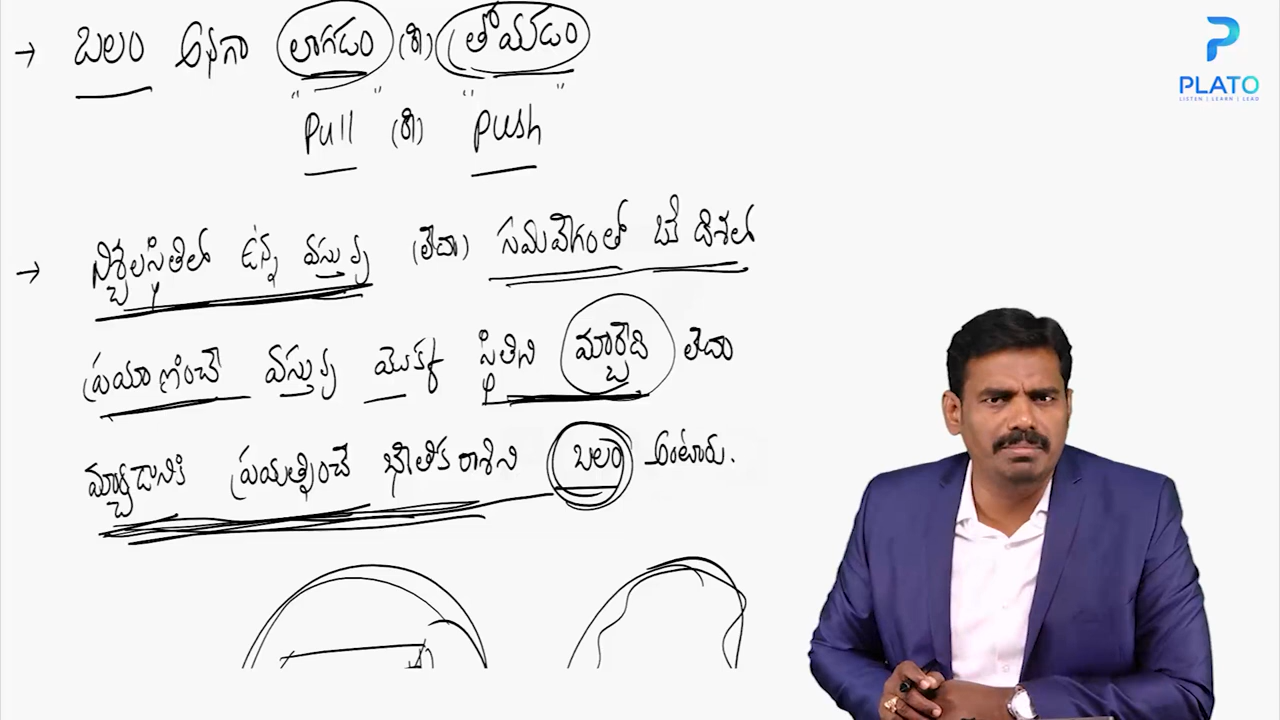 → బలం అనగా లాగడం (కి) తోయడం
"Pull" (కి) "Push"
→ నిశ్చలస్థితిలో ఉన్న వస్తువు (లేదా) సమవేగంతో ఒకే దిశలో
ప్రయాణించే వస్తువు యొక్క స్థితిని మార్చేది లేదా
మార్చడానికి ప్రయత్నించే భౌతికరాశిని బలం అంటారు.
PLATO
LISTEN | LEARN | LEAD